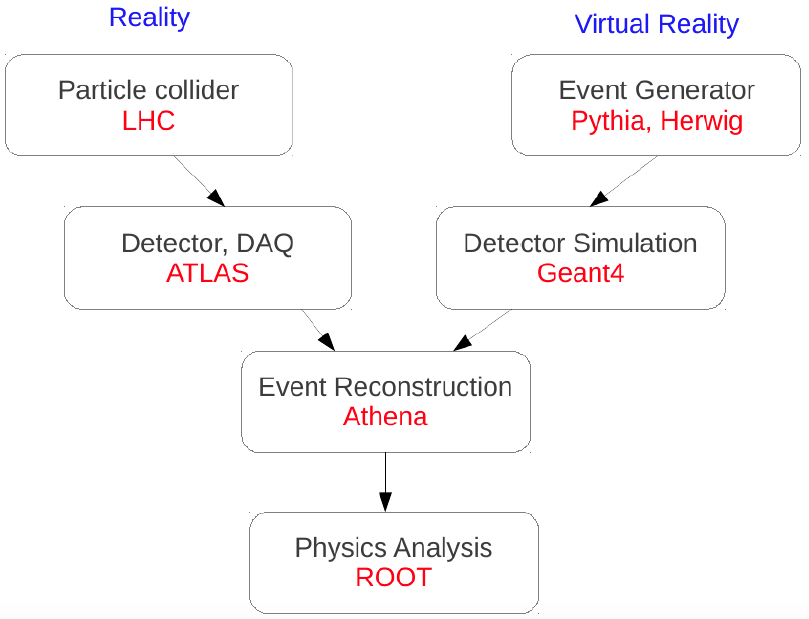 Reality
Virtual Reality
Particle collider
LHC
Event Generator
Pythia, Herwig
Detector, DAQ
ATLAS
Detector Simulation
Geant4
Event Reconstruction
Athena
Physics Analysis
ROOT